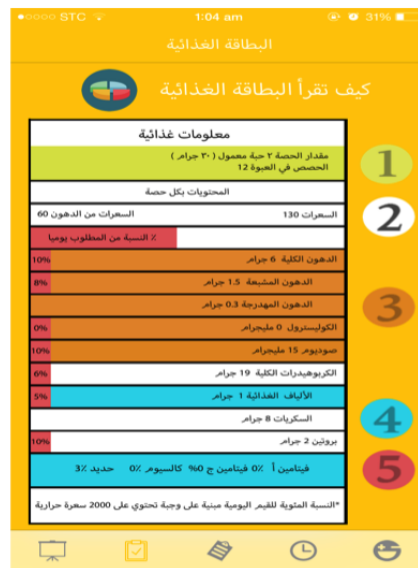 STC 1:04 am 31%
البطاقة الغذائية
كيف تقرأ البطاقة الغذائية
معلومات غذائية
مقدار الحصة ٢ حبة معمول ( ٣٠ جرام )
الحصص في العبوة 12
1
المحتويات بكل حصة
السعرات 130 السعرات من الدهون 60
2
٪ النسبة من المطلوب يوميا
الدهون الكلية 6 جرام 10%
الدهون المشبعة 1.5 جرام 8%
الدهون المهدرجة 0.3 جرام
3
الكوليسترول 0 مليجرام 0%
صوديوم 15 مليجرام 10%
الكربوهيدرات الكلية 19 جرام 6%
الألياف الغذائية 1 جرام 5%
4
السكريات 8 جرام
بروتين 2 جرام 10%
فيتامين أ 0٪ فيتامين ج 0% كالسيوم 0٪ حديد 3٪
5
*النسبة المئوية للقيم اليومية مبنية على وجبة تحتوي على 2000 سعرة حرارية